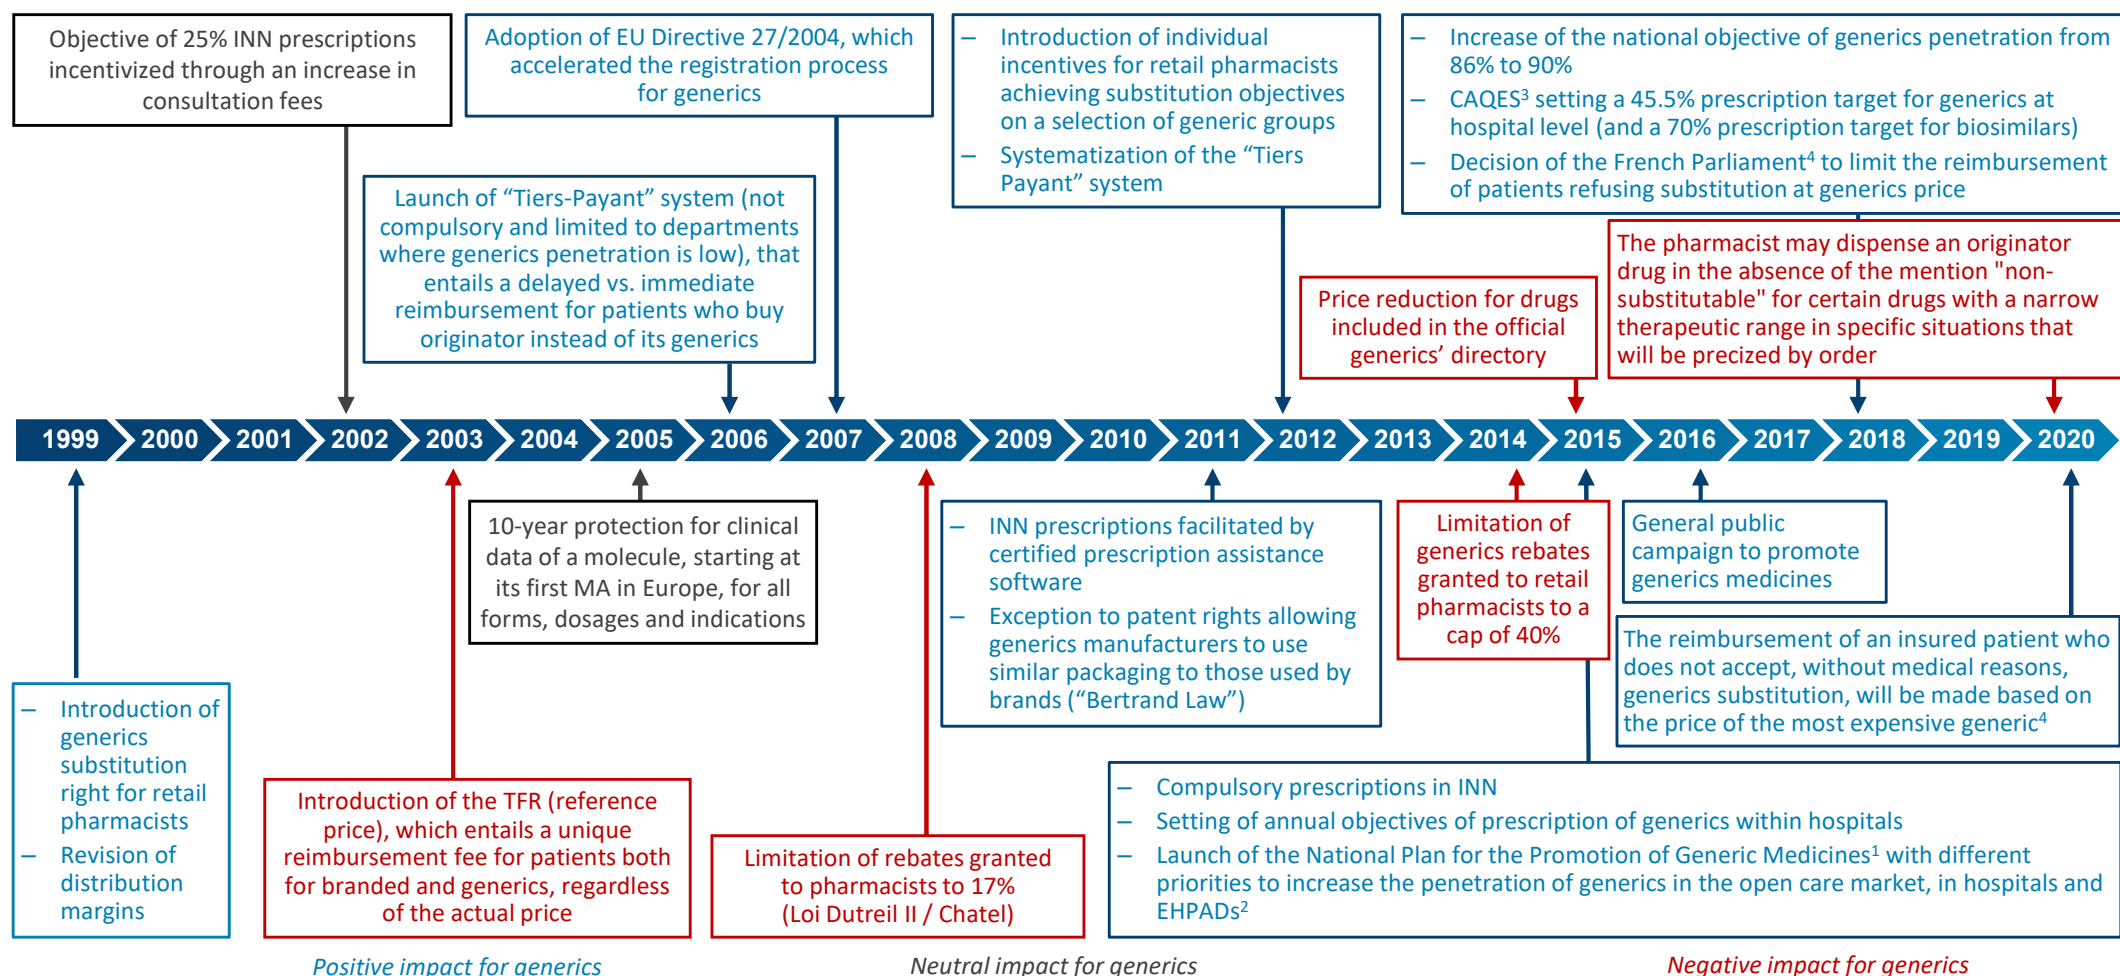 Objective of 25% INN prescriptions
incentivized through an increase in
consultation fees
Adoption of EU Directive 27/2004, which
accelerated the registration process
for generics
– Introduction of individual
incentives for retail pharmacists
achieving substitution objectives
on a selection of generic groups
– Systematization of the “Tiers
Payant” system
– Increase of the national objective of generics penetration from
86% to 90%
– CAQES³ setting a 45.5% prescription target for generics at
hospital level (and a 70% prescription target for biosimilars)
– Decision of the French Parliament⁴ to limit the reimbursement
of patients refusing substitution at generics price
Launch of “Tiers-Payant” system (not
compulsory and limited to departments
where generics penetration is low), that
entails a delayed vs. immediate
reimbursement for patients who buy
originator instead of its generics
Price reduction for drugs
included in the official
generics’ directory
The pharmacist may dispense an originator
drug in the absence of the mention "non-
substitutable" for certain drugs with a narrow
therapeutic range in specific situations that
will be precized by order
1999 2000 2001 2002 2003 2004 2005 2006 2007 2008 2009 2010 2011 2012 2013 2014 2015 2016 2017 2018 2019 2020
10-year protection for clinical
data of a molecule, starting at
its first MA in Europe, for all
forms, dosages and indications
– INN prescriptions facilitated by
certified prescription assistance
software
– Exception to patent rights allowing
generics manufacturers to use
similar packaging to those used by
brands (“Bertrand Law”)
Limitation of
generics rebates
granted to retail
pharmacists to a
cap of 40%
General public
campaign to promote
generics medicines
The reimbursement of an insured patient who
does not accept, without medical reasons,
generics substitution, will be made based on
the price of the most expensive generic⁴
– Introduction of
generics
substitution
right for retail
pharmacists
– Revision of
distribution
margins
Introduction of the TFR (reference
price), which entails a unique
reimbursement fee for patients both
for branded and generics, regardless
of the actual price
Limitation of rebates granted
to pharmacists to 17%
(Loi Dutreil II / Chatel)
– Compulsory prescriptions in INN
– Setting of annual objectives of prescription of generics within hospitals
– Launch of the National Plan for the Promotion of Generic Medicines¹ with different
priorities to increase the penetration of generics in the open care market, in hospitals and
EHPADs²
Positive impact for generics
Neutral impact for generics
Negative impact for generics